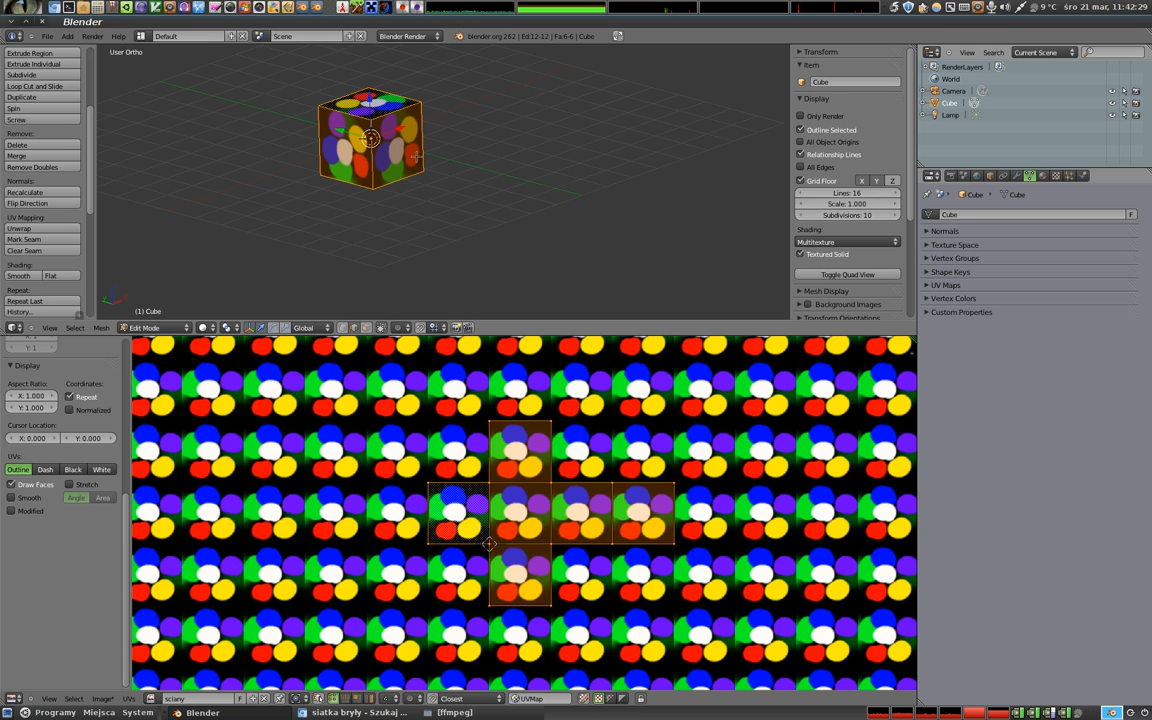 9 °C śro 21 mar, 11:42:29
Blender
File Add Render Help Default Scene Blender Render blender.org 262 | Ed:12-12 | Fa:6-6 | Cube
Extrude Region
Extrude Individual
Subdivide
Loop Cut and Slide
Duplicate
Spin
Screw
Remove:
Delete
Merge
Remove Doubles
Normals:
Recalculate
Flip Direction
UV Mapping:
Unwrap
Mark Seam
Clear Seam
Shading:
Smooth Flat
Repeat:
Repeat Last
History...
User Ortho
(1) Cube
Transform
Item
Cube
Display
Only Render
Outline Selected
All Object Origins
Relationship Lines
All Edges
Grid Floor X Y Z
Lines: 16
Scale: 1.000
Subdivisions: 10
Shading:
Multitexture
Textured Solid
Toggle Quad View
Mesh Display
Background Images
Transform Orientations
View Search Current Scene
RenderLayers
World
Camera
Cube
Lamp
Cube Cube
Cube F
Normals
Texture Space
Vertex Groups
Shape Keys
UV Maps
Vertex Colors
Custom Properties
View Select Mesh Edit Mode Global
Y: 1
Display
Aspect Ratio: Coordinates:
X: 1.000 Repeat
Y: 1.000 Normalized
Cursor Location:
X: 0.000 Y: 0.000
UVs:
Outline Dash Black White
Draw Faces Stretch
Smooth Angle Area
Modified
View Select Image* UVs sciany F Closest UVMap
Programy Miejsca System Blender siatka bryły - Szukaj ... [ffmpeg]